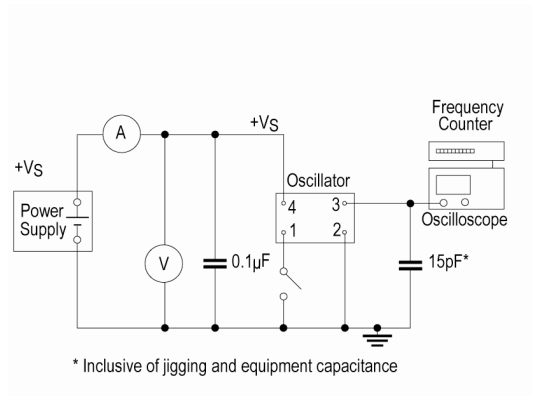 Frequency
Counter
A
+VS
+VS
Oscillator
Power
Supply
4
3
1
2
Oscilloscope
V
0.1µF
15pF*
* Inclusive of jigging and equipment capacitance